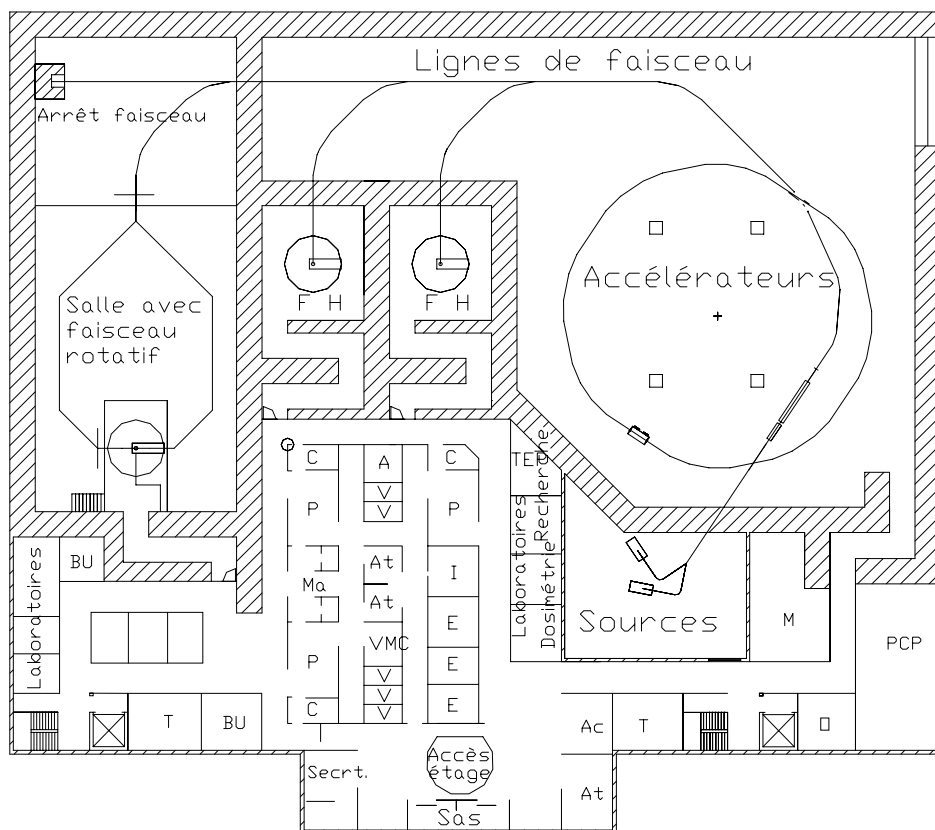 Lignes de faisceau
Arrêt faisceau
Accélérateurs
Salle avec
faisceau
rotatif
F H
F H
C
A
C
TEP
Recherche
V
V
P
P
Laboratoires
Dosimétrie
BU
Laboratoires
Ma
At
I
At
E
Sources
M
VMC
PCP
P
E
V
V
V
C
E
T
BU
Ac
T
Secrt.
Accès
étage
At
Sas